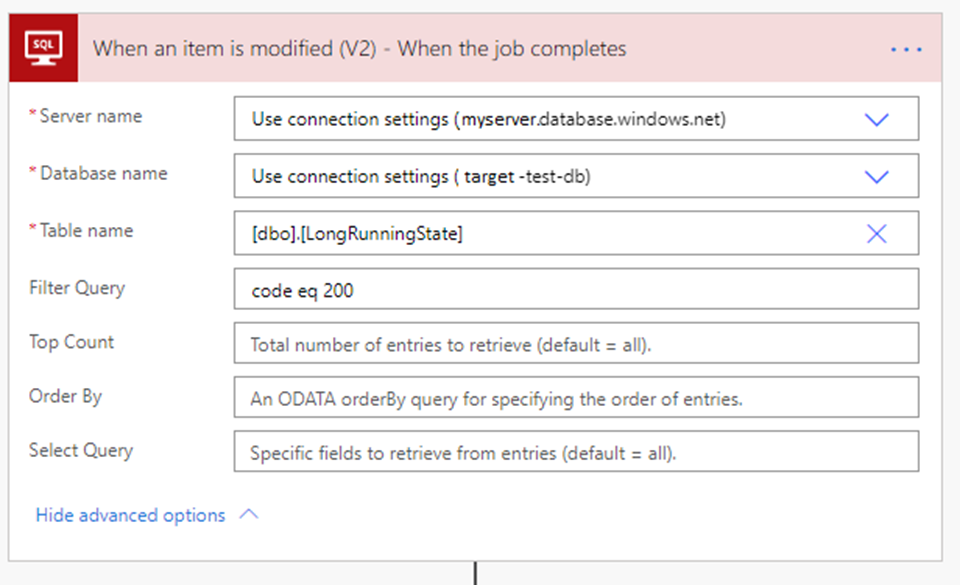 SQL
When an item is modified (V2) - When the job completes
* Server name
Use connection settings (myserver.database.windows.net)
* Database name
Use connection settings ( target -test-db)
* Table name
[dbo].[LongRunningState]
Filter Query
code eq 200
Top Count
Total number of entries to retrieve (default = all).
Order By
An ODATA orderBy query for specifying the order of entries.
Select Query
Specific fields to retrieve from entries (default = all).
Hide advanced options